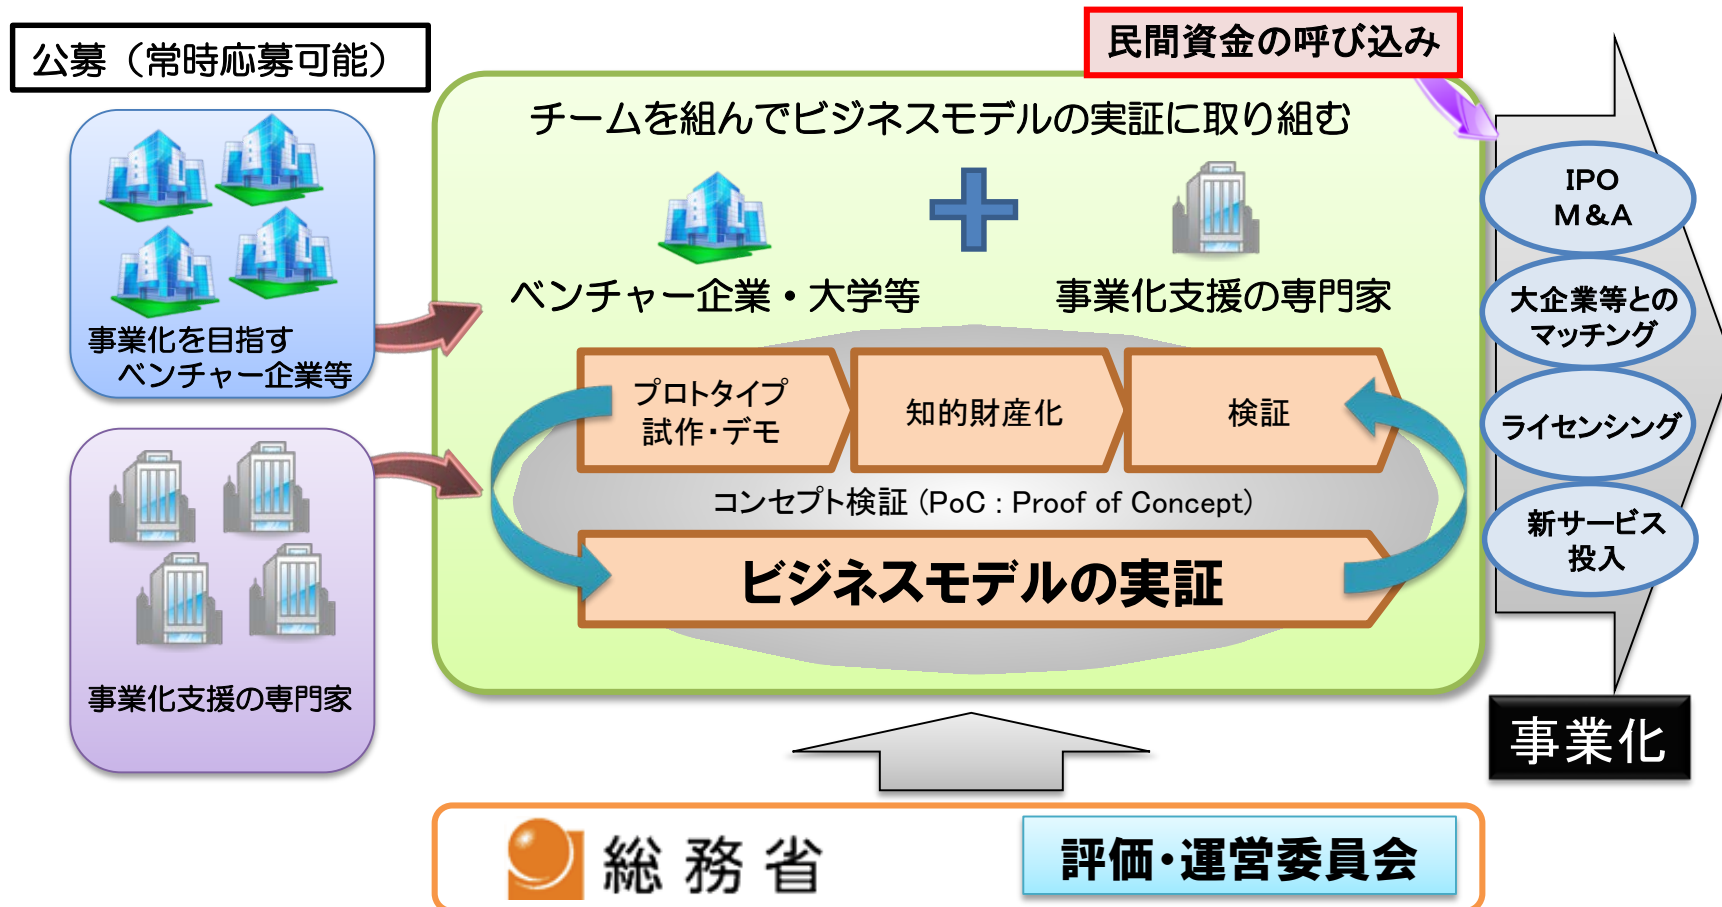 公募（常時応募可能）
民間資金の呼び込み
チームを組んでビジネスモデルの実証に取り組む
ベンチャー企業・大学等
事業化支援の専門家
事業化を目指す
ベンチャー企業等
事業化支援の専門家
プロトタイプ
試作・デモ
知的財産化
検証
コンセプト検証 (PoC : Proof of Concept)
ビジネスモデルの実証
IPO
M&A
大企業等との
マッチング
ライセンシング
新サービス
投入
事業化
総務省
評価・運営委員会